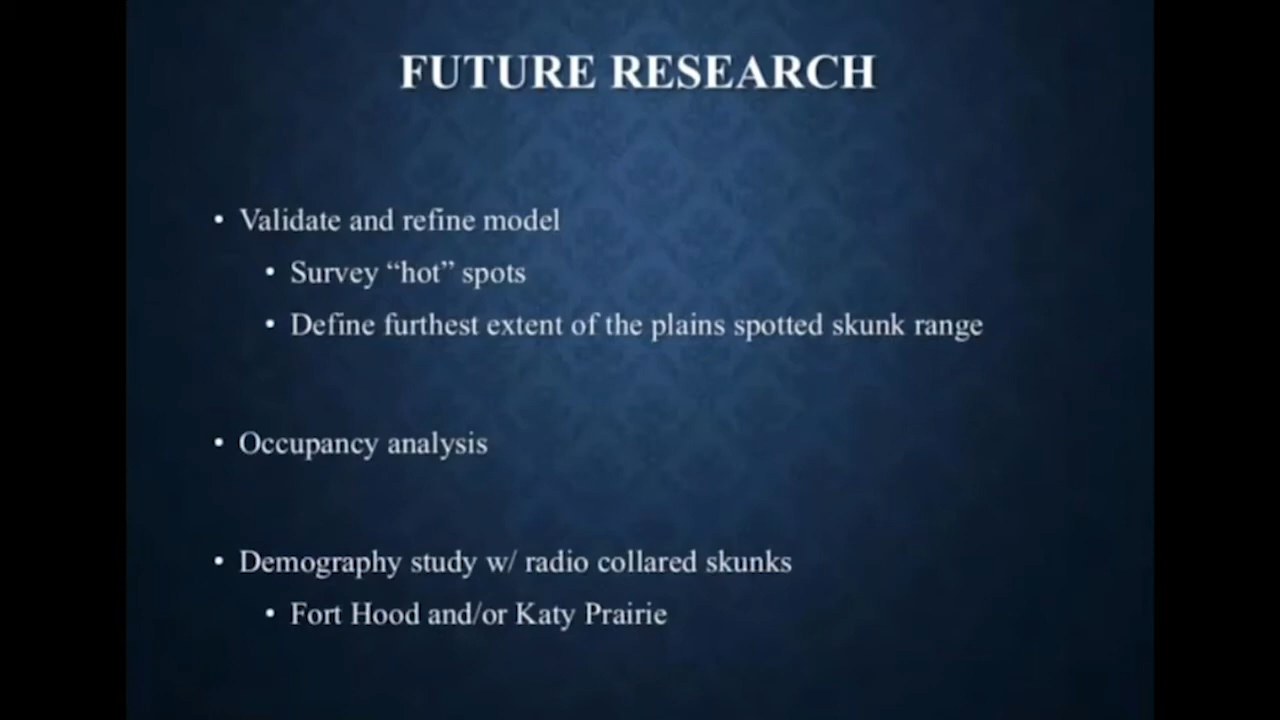 FUTURE RESEARCH
• Validate and refine model
• Survey “hot” spots
• Define furthest extent of the plains spotted skunk range
• Occupancy analysis
• Demography study w/ radio collared skunks
• Fort Hood and/or Katy Prairie